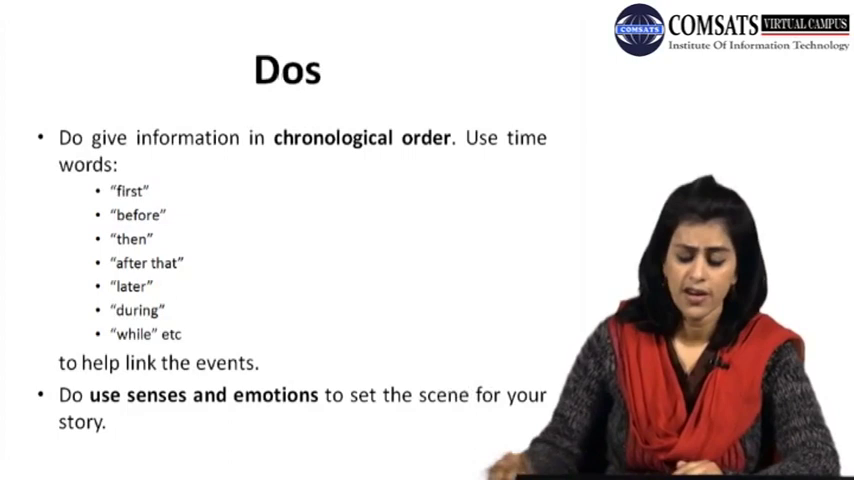 COMSATS VIRTUAL CAMPUS
Institute Of Information Technology
COMSATS
Dos
• Do give information in chronological order. Use time
words:
• “first”
• “before”
• “then”
• “after that”
• “later”
• “during”
• “while” etc
to help link the events.
• Do use senses and emotions to set the scene for your
story.